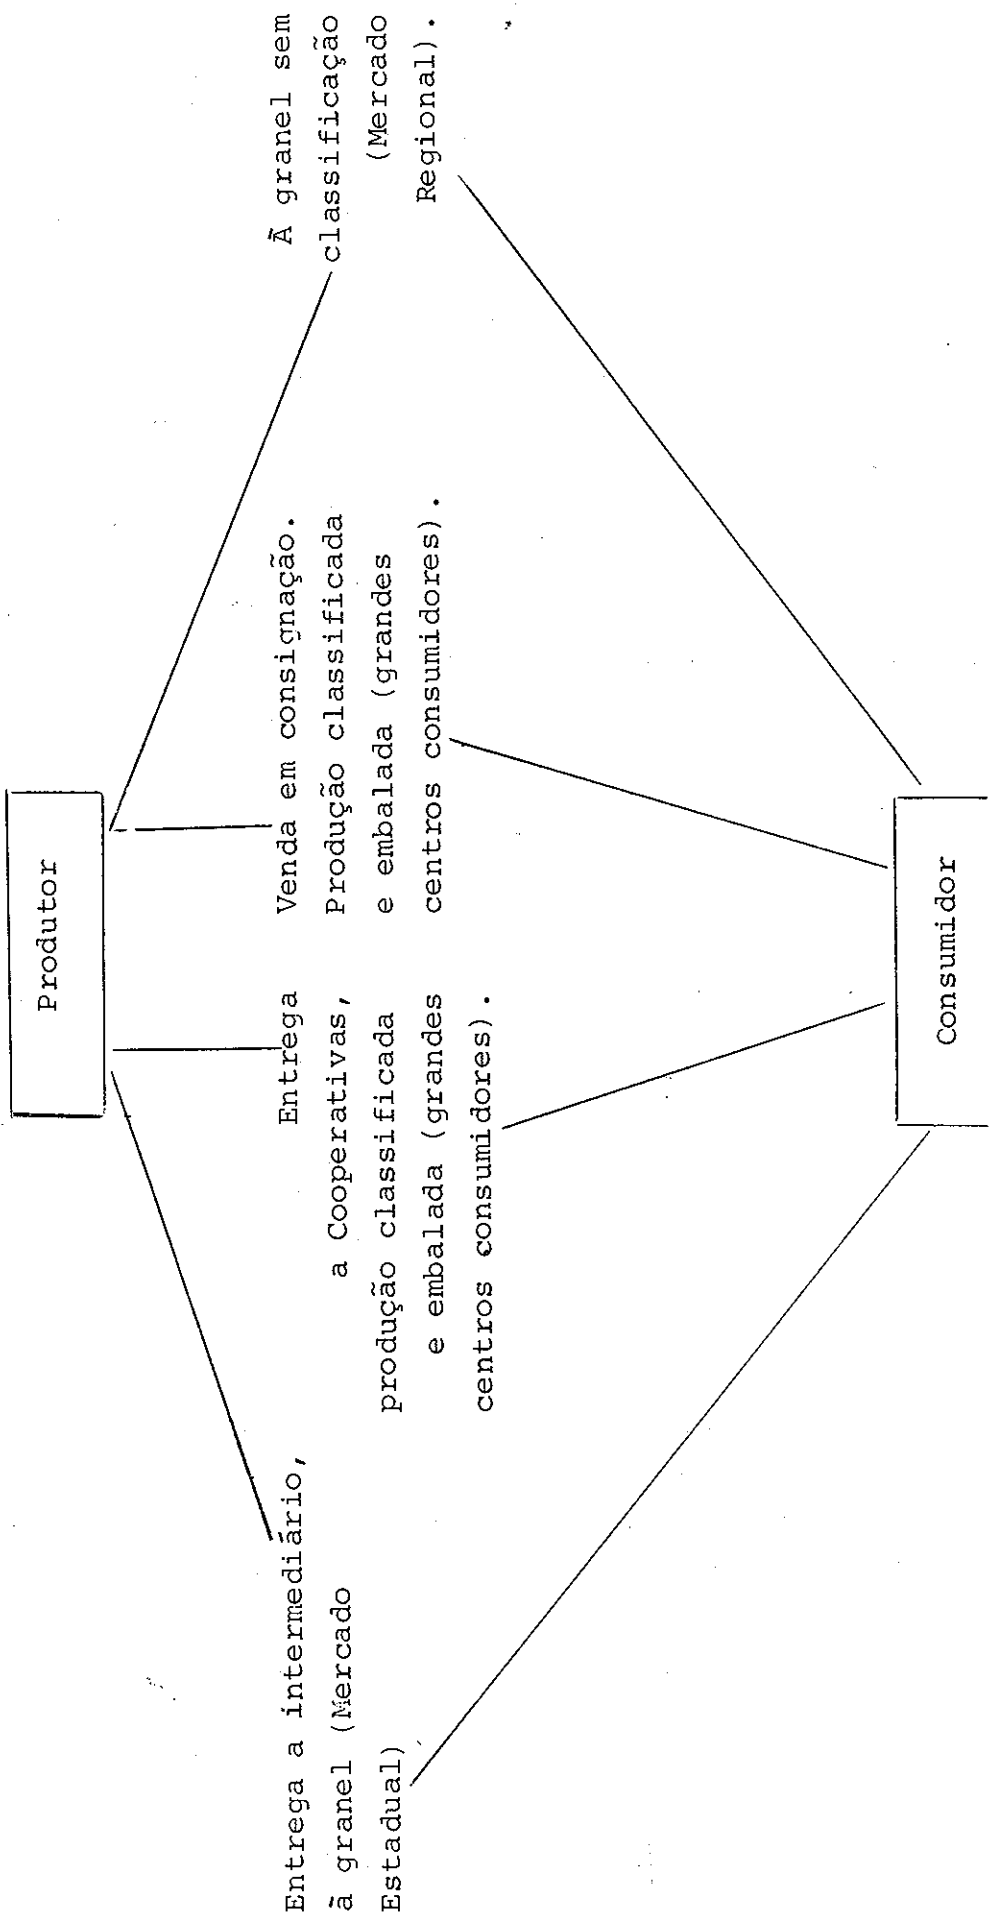 Produtor
Entrega a intermediário,
ã granel (Mercado
Estadual)
Entrega
a Cooperativas,
produção classificada
e embalada (grandes
centros consumidores).
Venda em consignação.
Produção classificada
e embalada (grandes
centros consumidores).
Ã granel sem
classificação
(Mercado
Regional).
Consumidor